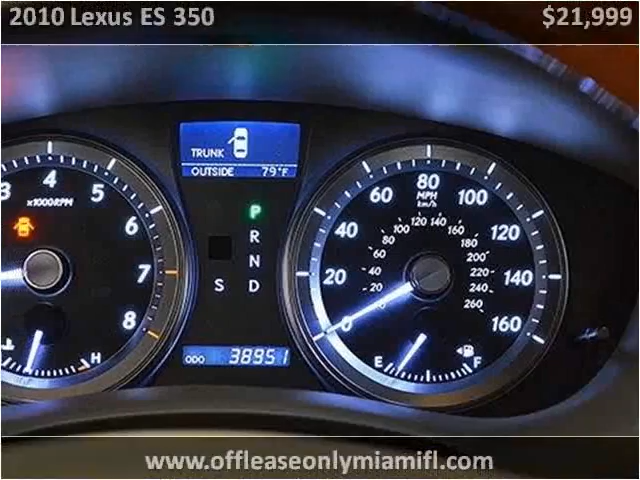 2010 Lexus ES 350 $21,999
TRUNK
OUTSIDE 79°F
3 4 5 6 7 8
x1000RPM
H
P
R
N
S D
ODO 38951
0 20 40 60 80 100 120 140 160
MPH
km/h
40 60 80 100 120 140 160 180 200 220 240 260
E F
www.offleaseonlymiamifl.com